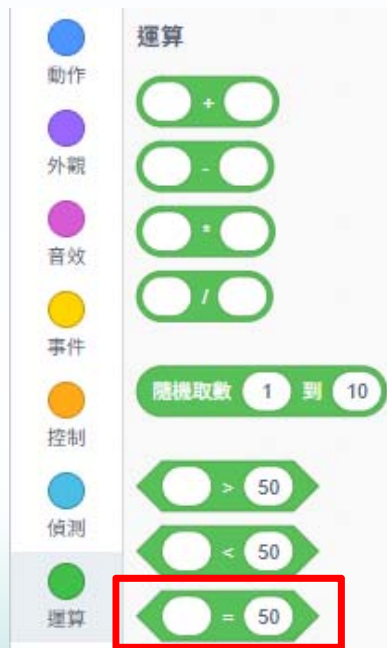 動作
外觀
音效
事件
控制
偵測
運算
運算
+
-
*
/
隨機取數 1 到 10
> 50
< 50
= 50